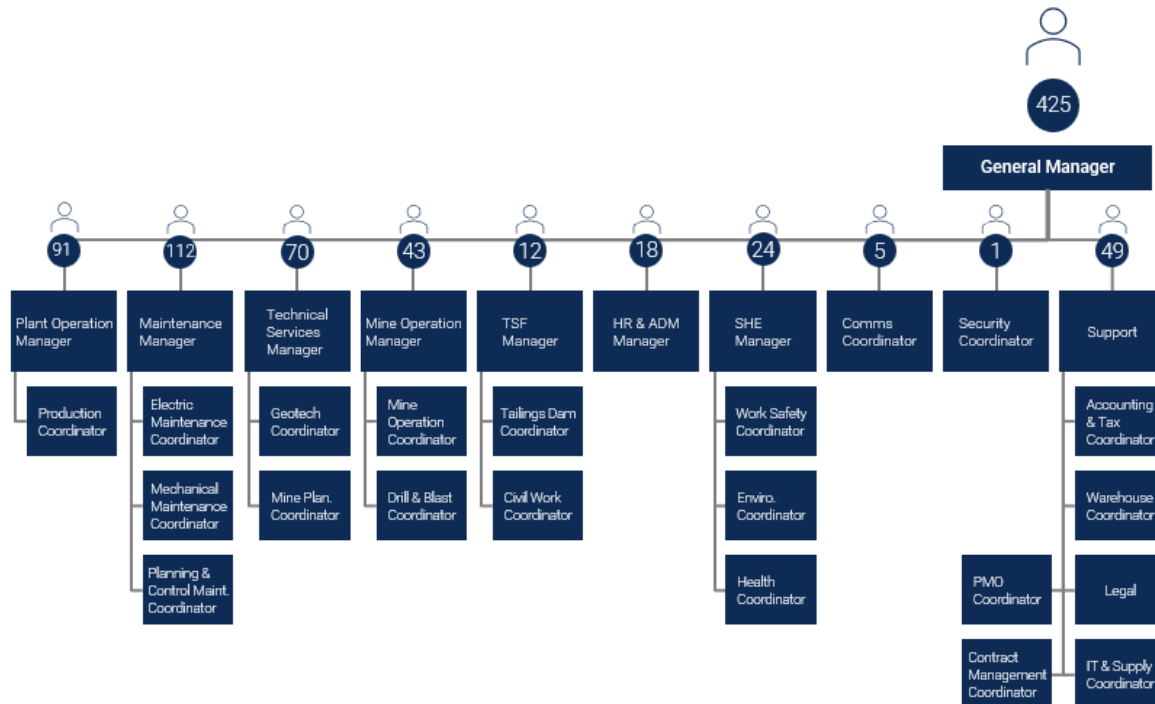 425
General Manager
91
112
70
43
12
18
24
5
1
49
Plant Operation
Manager
Maintenance
Manager
Technical
Services
Manager
Mine Operation
Manager
TSF
Manager
HR & ADM
Manager
SHE
Manager
Comms
Coordinator
Security
Coordinator
Support
Production
Coordinator
Electric
Maintenance
Coordinator
Geotech
Coordinator
Mine
Operation
Coordinator
Tailings Dam
Coordinator
Work Safety
Coordinator
Accounting
& Tax
Coordinator
Mechanical
Maintenance
Coordinator
Mine Plan.
Coordinator
Drill & Blast
Coordinator
Civil Work
Coordinator
Enviro.
Coordinator
Warehouse
Coordinator
Planning &
Control Maint.
Coordinator
Health
Coordinator
PMO
Coordinator
Legal
Contract
Management
Coordinator
IT & Supply
Coordinator